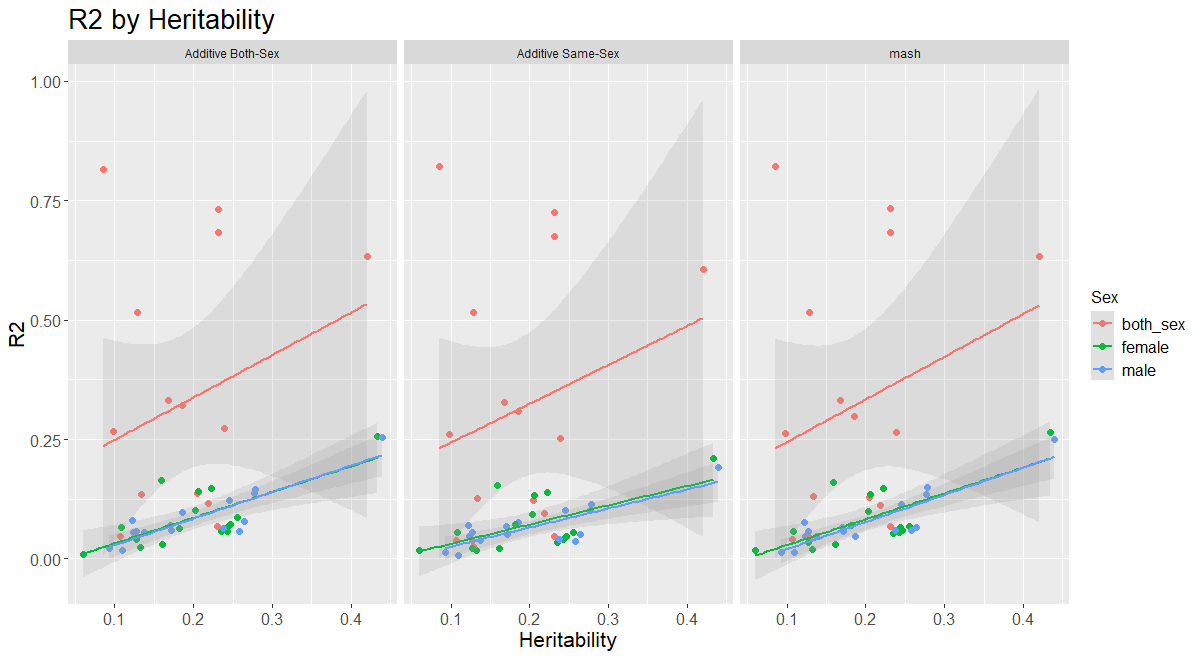 R2 by Heritability
Additive Both-Sex
Additive Same-Sex
mash
1.00
0.75
0.50
0.25
0.00
R2
0.1 0.2 0.3 0.4
0.1 0.2 0.3 0.4
0.1 0.2 0.3 0.4
Heritability
Sex
both_sex
female
male